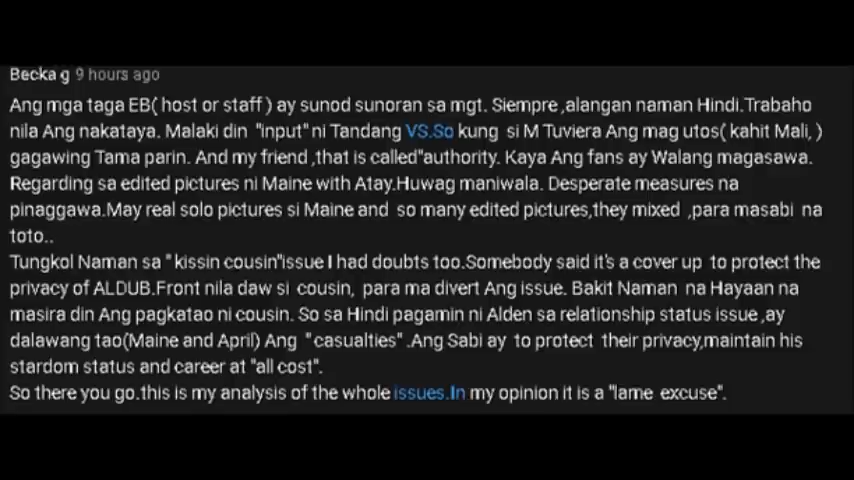 Becka g 9 hours ago
Ang mga taga EB( host or staff ) ay sunod sunoran sa mgt. Siempre ,alangan naman Hindi.Trabaho
nila Ang nakataya. Malaki din "input" ni Tandang VS.So kung si M Tuviera Ang mag utos( kahit Mali, )
gagawing Tama parin. And my friend ,that is called"authority. Kaya Ang fans ay Walang magasawa.
Regarding sa edited pictures ni Maine with Atay.Huwag maniwala. Desperate measures na
pinaggawa.May real solo pictures si Maine and so many edited pictures,they mixed ,para masabi na
toto..
Tungkol Naman sa " kissin cousin"issue I had doubts too.Somebody said it's a cover up to protect the
privacy of ALDUB.Front nila daw si cousin, para ma divert Ang issue. Bakit Naman na Hayaan na
masira din Ang pagkatao ni cousin. So sa Hindi pagamin ni Alden sa relationship status issue ,ay
dalawang tao(Maine and April) Ang "casualties" .Ang Sabi ay to protect their privacy,maintain his
stardom status and career at "all cost".
So there you go.this is my analysis of the whole issues.In my opinion it is a "lame excuse".